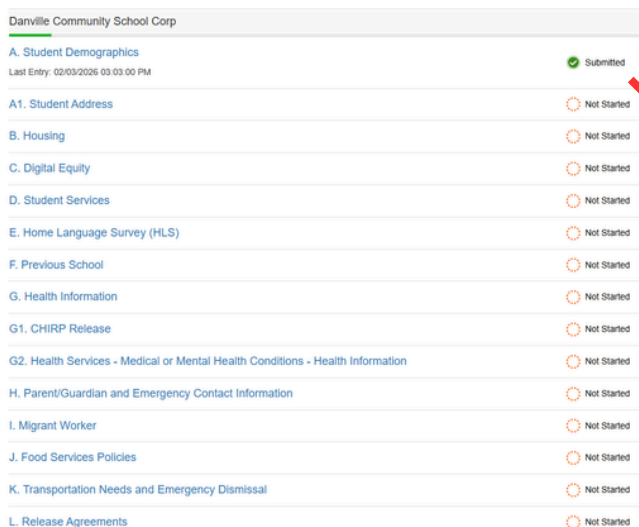 Danville Community School Corp
A. Student Demographics
Last Entry: 02/03/2026 03:03:00 PM
Submitted
A1. Student Address
Not Started
B. Housing
Not Started
C. Digital Equity
Not Started
D. Student Services
Not Started
E. Home Language Survey (HLS)
Not Started
F. Previous School
Not Started
G. Health Information
Not Started
G1. CHIRP Release
Not Started
G2. Health Services - Medical or Mental Health Conditions - Health Information
Not Started
H. Parent/Guardian and Emergency Contact Information
Not Started
I. Migrant Worker
Not Started
J. Food Services Policies
Not Started
K. Transportation Needs and Emergency Dismissal
Not Started
L. Release Agreements
Not Started